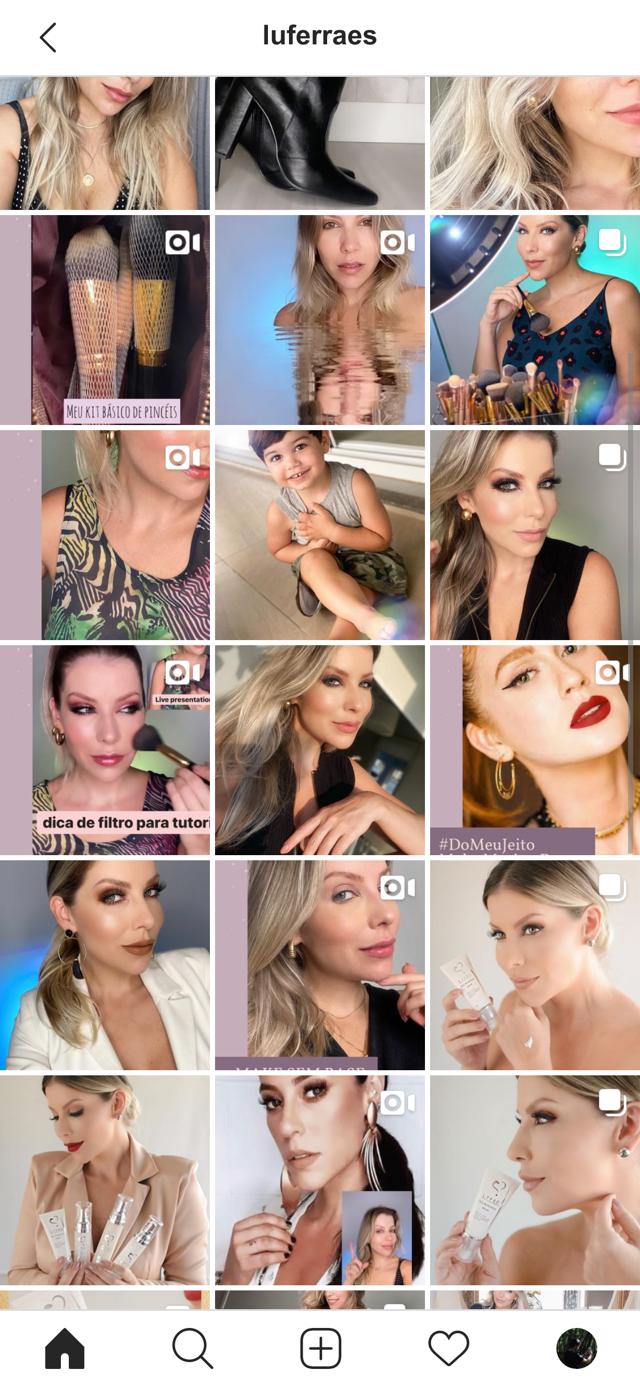 luferraes
MEU KIT BÁSICO DE PINCÉIS
Live presentation
dica de filtro para tutori
#DoMeuJeito
MAKE SEM BASE